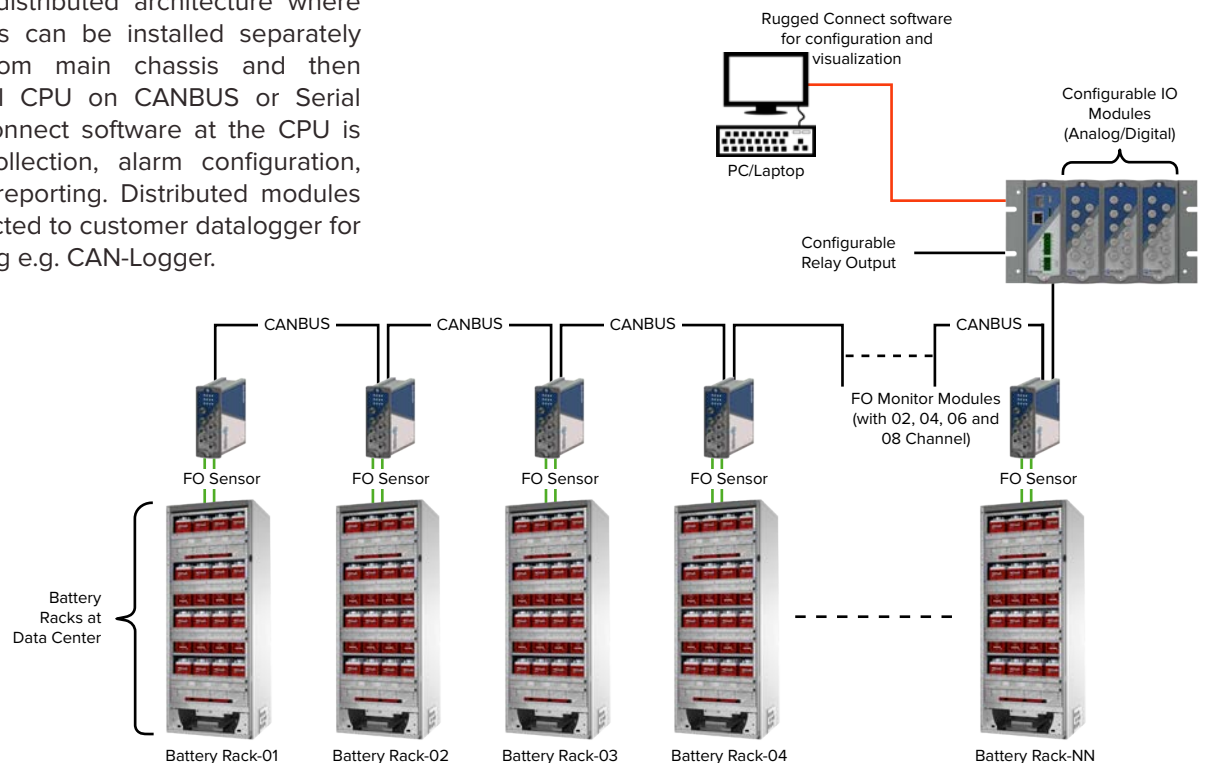 distributed architecture where
s can be installed separately
om main chassis and then
CPU on CANBUS or Serial
onnect software at the CPU is
ollection, alarm configuration,
reporting. Distributed modules
cted to customer datalogger for
g e.g. CAN-Logger.
Rugged Connect software
for configuration and
visualization
PC/Laptop
Configurable IO
Modules
(Analog/Digital)
Configurable
Relay Output
CANBUS
CANBUS
CANBUS
CANBUS
FO Monitor Modules
(with 02, 04, 06 and
08 Channel)
FO Sensor
FO Sensor
FO Sensor
FO Sensor
FO Sensor
Battery
Racks at
Data Center
Battery Rack-01
Battery Rack-02
Battery Rack-03
Battery Rack-04
Battery Rack-NN